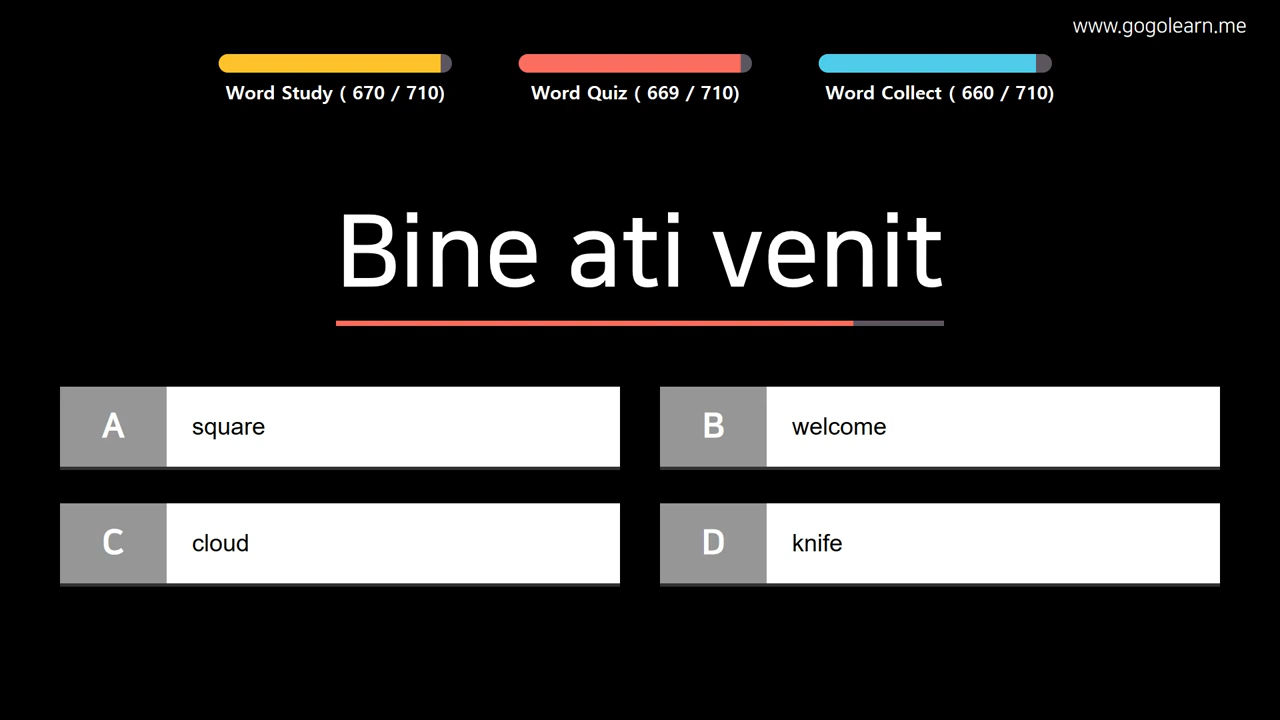 www.gogolearn.me
Word Study ( 670 / 710)
Word Quiz ( 669 / 710)
Word Collect ( 660 / 710)
Bine ati venit
A
square
B
welcome
C
cloud
D
knife